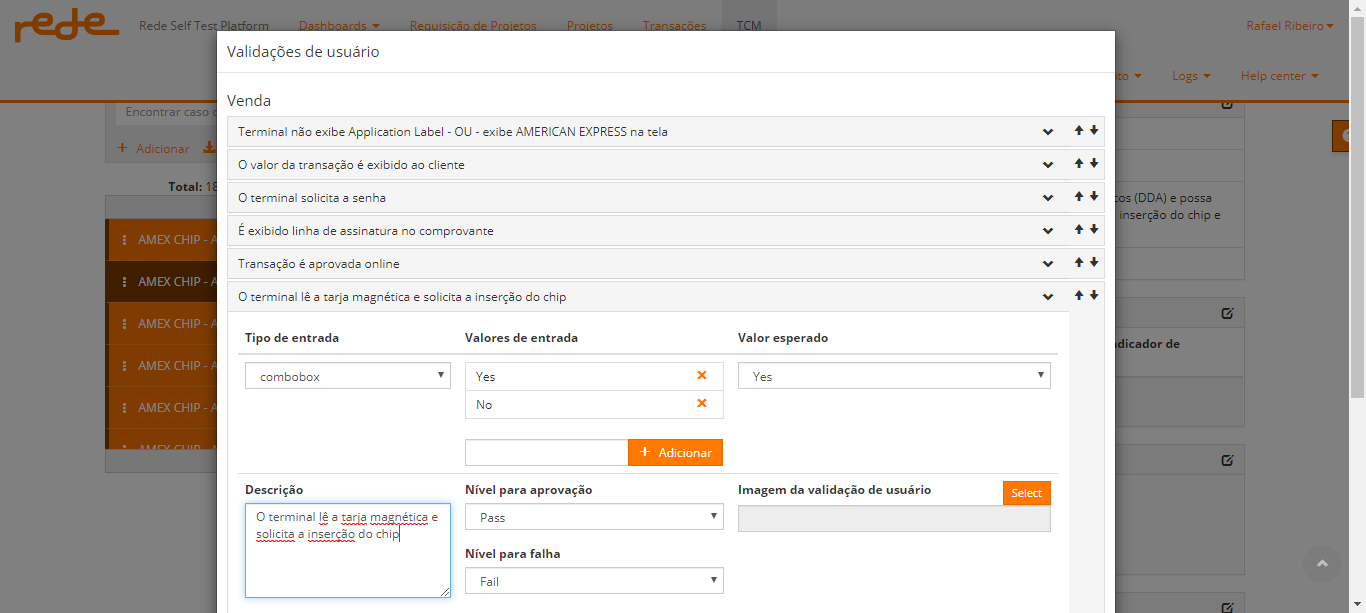 rede
Rede Self Test Platform
Dashboards
Requisição de Projetos
Projetos
Transações
TCM
Rafael Ribeiro
Logs
Help center
Validações de usuário
Venda
Encontrar caso
Adicionar
Total: 18
AMEX CHIP - A
AMEX CHIP - A
AMEX CHIP - A
AMEX CHIP - A
AMEX CHIP - A
AMEX CHIP - A
Terminal não exibe Application Label - OU - exibe AMERICAN EXPRESS na tela
O valor da transação é exibido ao cliente
O terminal solicita a senha
É exibido linha de assinatura no comprovante
Transação é aprovada online
O terminal lê a tarja magnética e solicita a inserção do chip
(DDA) e possa
inserção do chip e
de
Tipo de entrada
Valores de entrada
Valor esperado
combobox
Yes
No
Yes
+ Adicionar
Descrição
Nível para aprovação
Imagem da validação de usuário
Select
O terminal lê a tarja magnética e
solicita a inserção do chip
Pass
Nível para falha
Fail